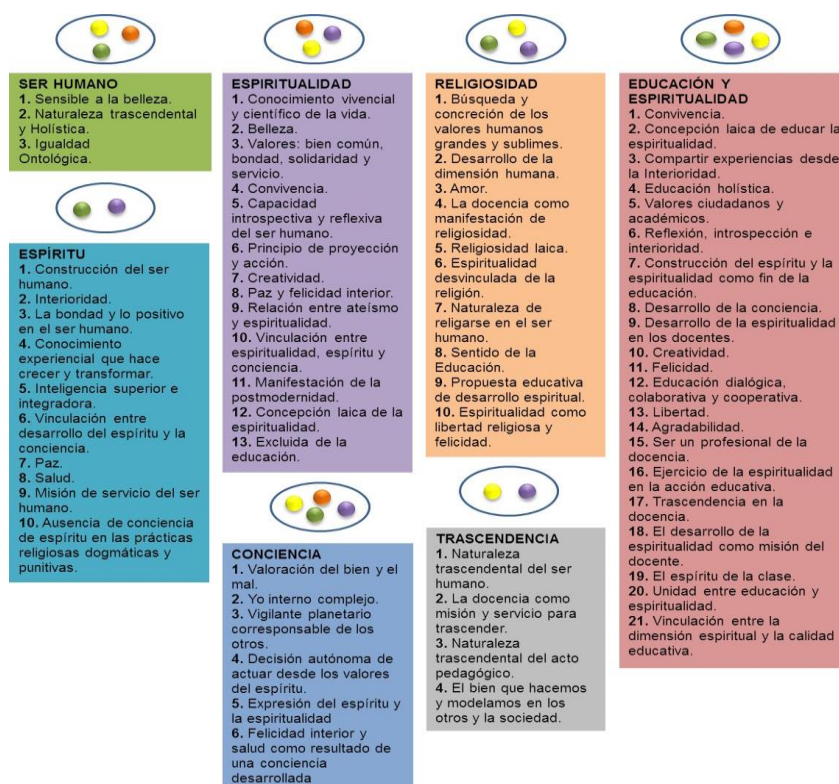 SER HUMANO
1. Sensible a la belleza.
2. Naturaleza trascendental
y Holística.
3. Igualdad
Ontológica.
ESPÍRITU
1. Construcción del ser
humano.
2. Interioridad.
3. La bondad y lo positivo
en el ser humano.
4. Conocimiento
experiencial que hace
crecer y transformar.
5. Inteligencia superior e
integradora.
6. Vinculación entre
desarrollo del espíritu y la
conciencia.
7. Paz.
8. Salud.
9. Misión de servicio del ser
humano.
10. Ausencia de conciencia
de espíritu en las prácticas
religiosas dogmáticas y
punitivas.
ESPIRITUALIDAD
1. Conocimiento vivencial
y científico de la vida.
2. Belleza.
3. Valores: bien común,
bondad, solidaridad y
servicio.
4. Convivencia.
5. Capacidad
introspectiva y reflexiva
del ser humano.
6. Principio de proyección
y acción.
7. Creatividad.
8. Paz y felicidad interior.
9. Relación entre ateísmo
y espiritualidad.
10. Vinculación entre
espiritualidad, espíritu y
conciencia.
11. Manifestación de la
postmodernidad.
12. Concepción laica de la
espiritualidad.
13. Excluida de la
educación.
CONCIENCIA
1. Valoración del bien y el
mal.
2. Yo interno complejo.
3. Vigilante planetario
corresponsable de los
otros.
4. Decisión autónoma de
actuar desde los valores
del espíritu.
5. Expresión del espíritu y
la espiritualidad
6. Felicidad interior y
salud como resultado de
una conciencia
desarrollada
RELIGIOSIDAD
1. Búsqueda y
concreción de los
valores humanos
grandes y sublimes.
2. Desarrollo de la
dimensión humana.
3. Amor.
4. La docencia como
manifestación de
religiosidad.
5. Religiosidad laica.
6. Espiritualidad
desvinculada de la
religión.
7. Naturaleza de
religarse en el ser
humano.
8. Sentido de la
Educación.
9. Propuesta educativa
de desarrollo espiritual.
10. Espiritualidad como
libertad religiosa y
felicidad.
TRASCENDENCIA
1. Naturaleza
trascendental del ser
humano.
2. La docencia como
misión y servicio para
trascender.
3. Naturaleza
trascendental del acto
pedagógico.
4. El bien que hacemos
y modelamos en los
otros y la sociedad.
EDUCACIÓN Y
ESPIRITUALIDAD
1. Convivencia.
2. Concepción laica de educar la
espiritualidad.
3. Compartir experiencias desde
la Interioridad.
4. Educación holística.
5. Valores ciudadanos y
académicos.
6. Reflexión, introspección e
interioridad.
7. Construcción del espíritu y la
espiritualidad como fin de la
educación.
8. Desarrollo de la conciencia.
9. Desarrollo de la espiritualidad
en los docentes.
10. Creatividad.
11. Felicidad.
12. Educación dialógica,
colaborativa y cooperativa.
13. Libertad.
14. Agradabilidad.
15. Ser un profesional de la
docencia.
16. Ejercicio de la espiritualidad
en la acción educativa.
17. Trascendencia en la
docencia.
18. El desarrollo de la
espiritualidad como misión del
docente.
19. El espíritu de la clase.
20. Unidad entre educación y
espiritualidad.
21. Vinculación entre la
dimensión espiritual y la calidad
educativa.